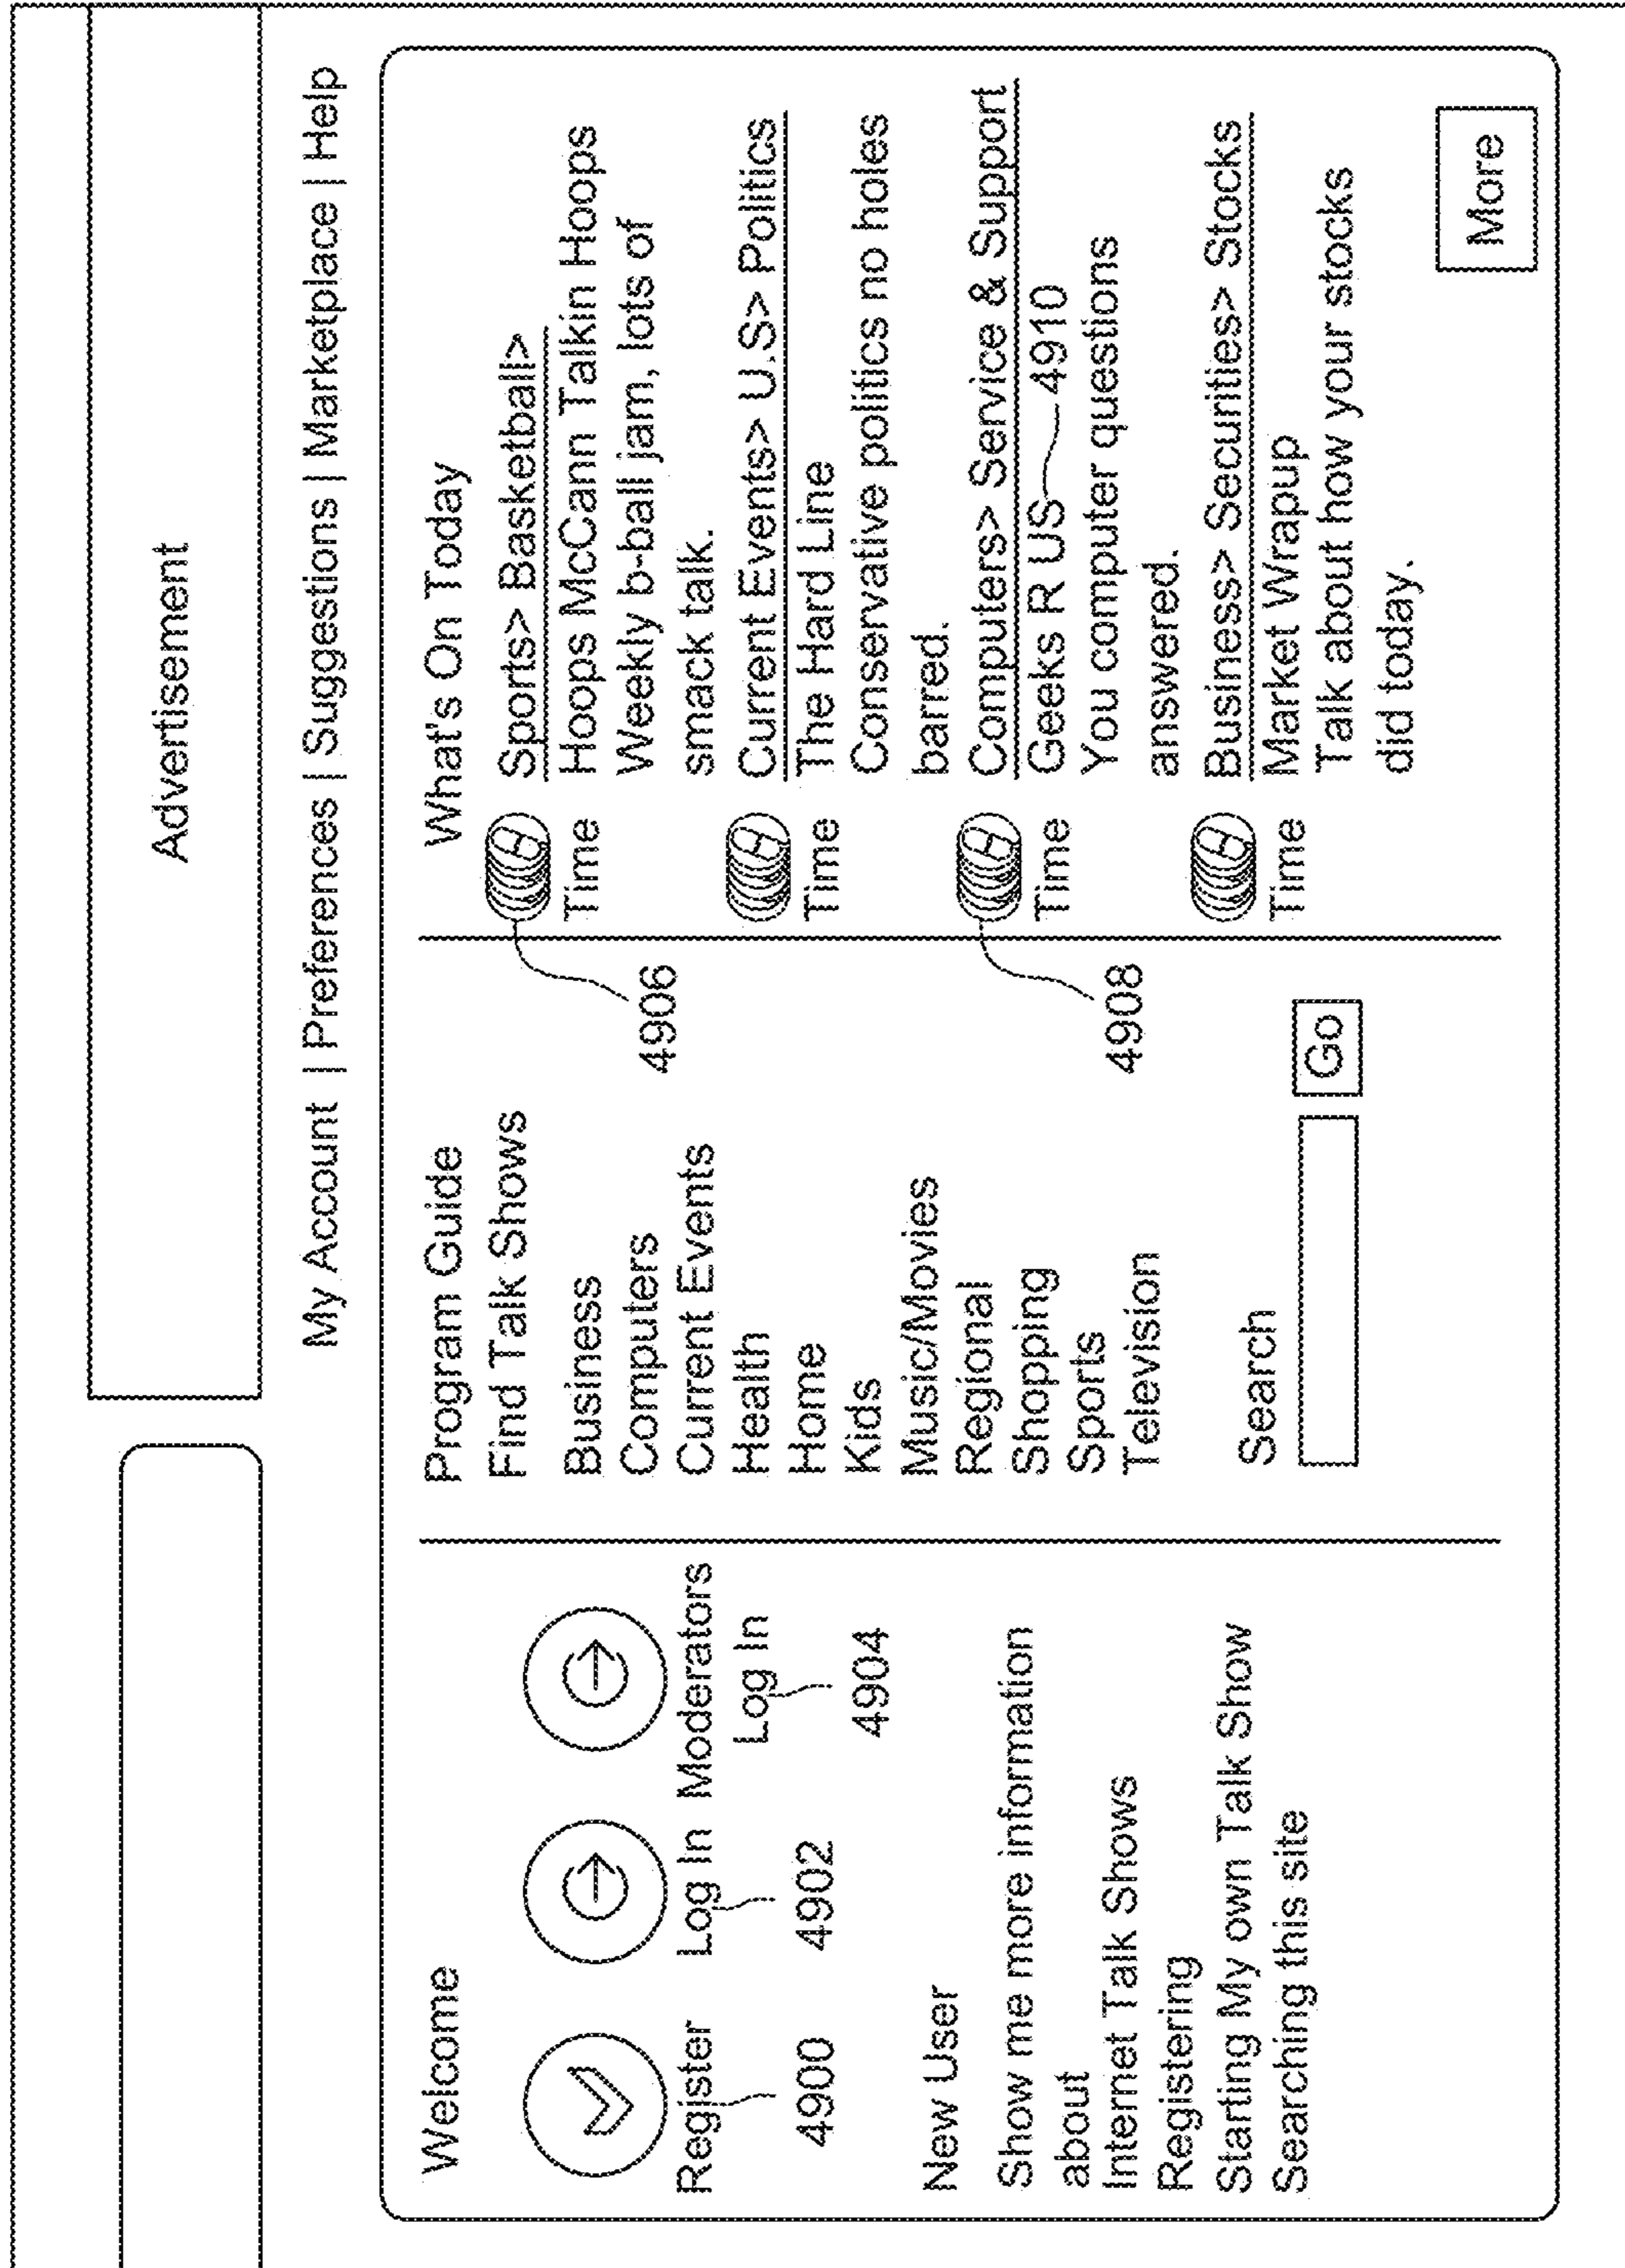 Advertisement
My Account | Preferences | Suggestions | Marketplace | Help
Welcome
Register
Log In
Moderators
Log In
4900
4902
4904
New User
Show me more information
about
Internet Talk Shows
Registering
Starting My own Talk Show
Searching this site
Program Guide
Find Talk Shows
Business
Computers
Current Events
Health
Home
Kids
Music/Movies
Regional
Shopping
Sports
Television
Search
Go
4906
4908
What's On Today
Sports> Basketball>
Time
Hoops McCann Talkin Hoops
Weekly b-ball jam, lots of
smack talk.
Current Events> U.S> Politics
Time
The Hard Line
Conservative politics no holes
barred.
Computers> Service & Support
Time
Geeks R US 4910
You computer questions
answered.
Business> Securities> Stocks
Time
Market Wrapup
Talk about how your stocks
did today.
More